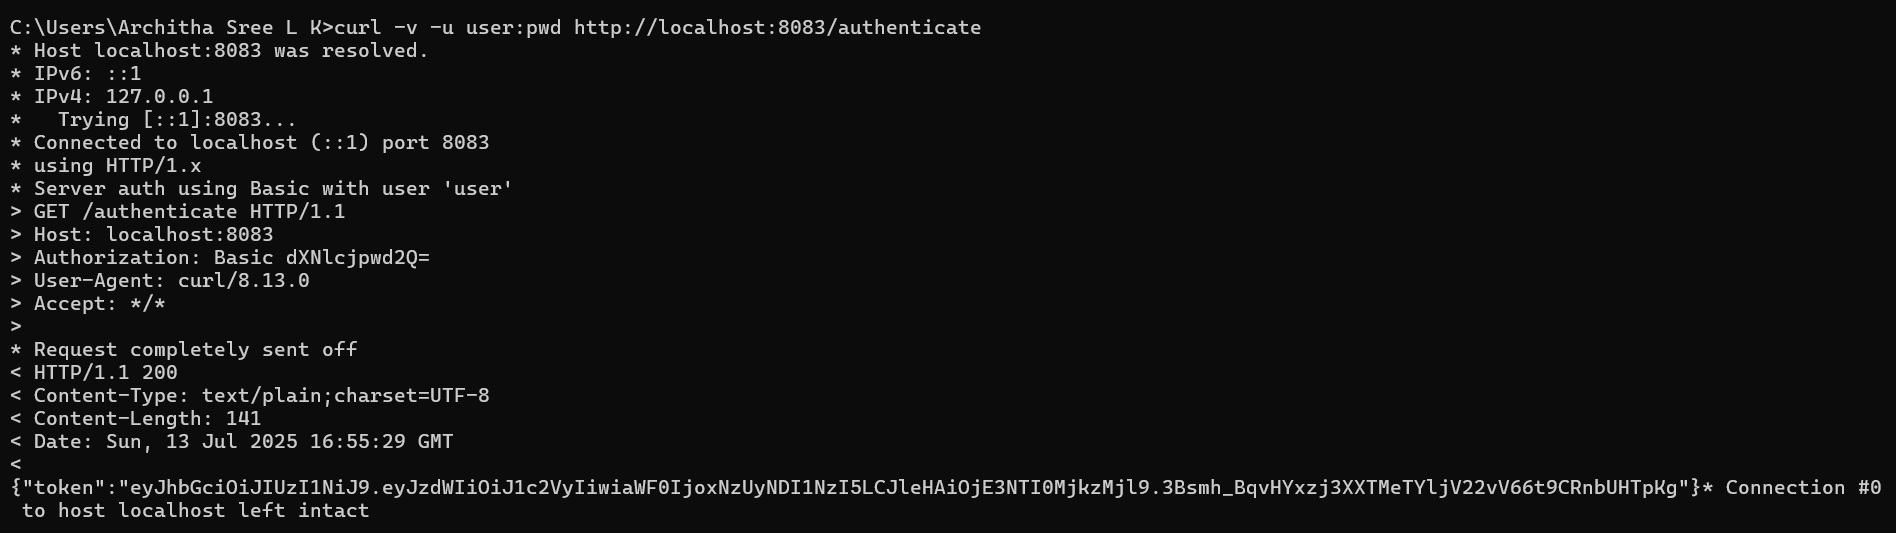 C:\Users\Architha Sree L K>curl -v -u user:pwd http://localhost:8083/authenticate
* Host localhost:8083 was resolved.
* IPv6: ::1
* IPv4: 127.0.0.1
*   Trying [::1]:8083...
* Connected to localhost (::1) port 8083
* using HTTP/1.x
* Server auth using Basic with user 'user'
> GET /authenticate HTTP/1.1
> Host: localhost:8083
> Authorization: Basic dXNlcjpwd2Q=
> User-Agent: curl/8.13.0
> Accept: */*
>
* Request completely sent off
< HTTP/1.1 200
< Content-Type: text/plain;charset=UTF-8
< Content-Length: 141
< Date: Sun, 13 Jul 2025 16:55:29 GMT
<
{"token":"eyJhbGciOiJIUzI1NiJ9.eyJzdWIiOiJ1c2VyIiwiaWF0IjoxNzUyNDI1NzI5LCJleHAiOjE3NTI0MjkzMjl9.3Bsmh_BqvHYxzj3XXTMeTYljV22vV66t9CRnbUHTpKg"}* Connection #0
 to host localhost left intact